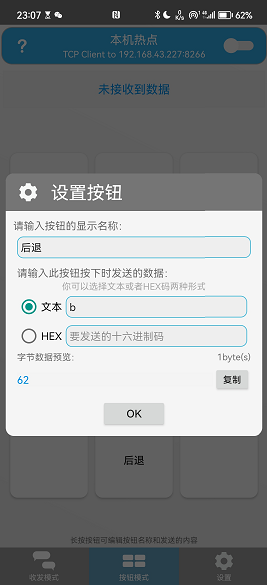 23:07
0 K/s
4G
62%
?
本机热点
TCP Client to 192.168.43.227:8266
未接收到数据
设置按钮
请输入按钮的显示名称：
后退
请输入此按钮按下时发送的数据：
你可以选择文本或者HEX码两种形式
文本
b
HEX
要发送的十六进制码
字节数据预览：
1byte(s)
62
复制
OK
后退
长按按钮可编辑按钮名称和发送的内容
收发模式
按钮模式
设置